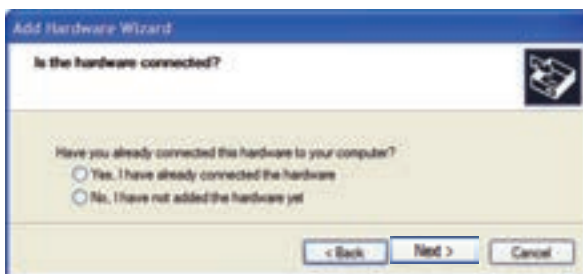 Add Hardware Wizard
Is the hardware connected?
Have you already connected this hardware to your computer?
Yes, I have already connected the hardware
No, I have not added the hardware yet
< Back Next > Cancel